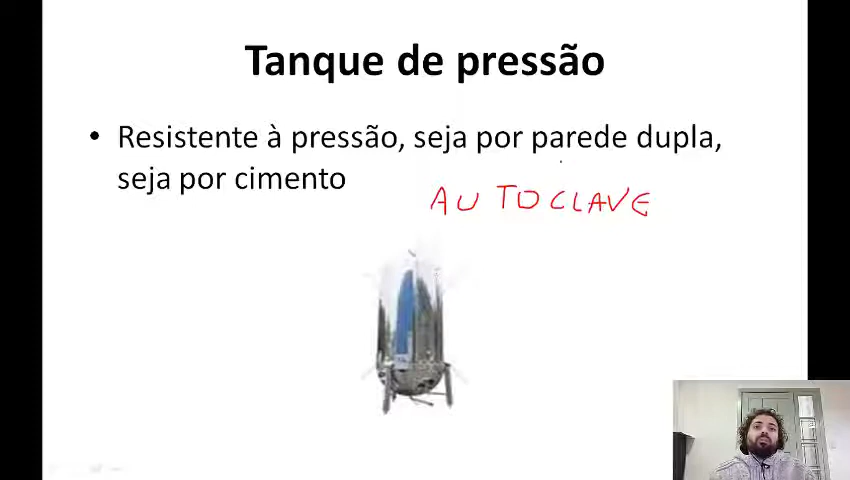 Tanque de pressão
• Resistente à pressão, seja por parede dupla,
seja por cimento
AUTOCLAVE